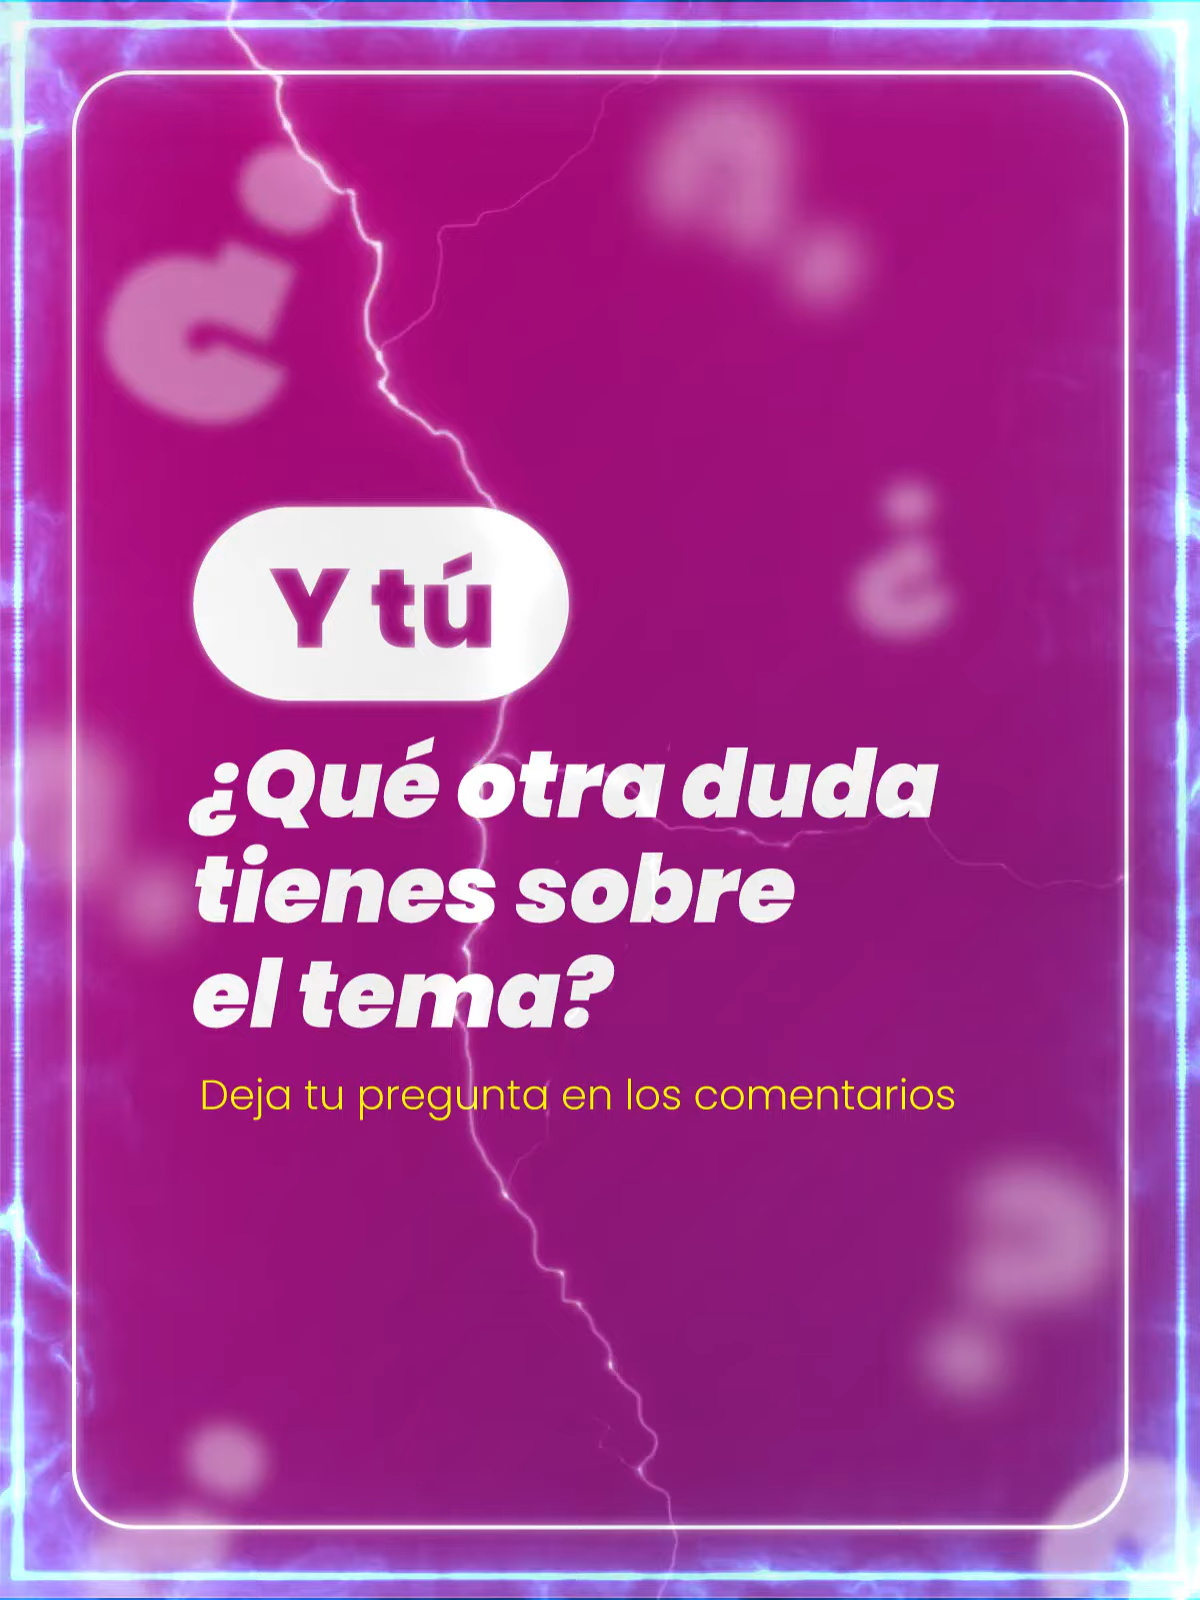 Y tú
¿Qué otra duda
tienes sobre
el tema?
Deja tu pregunta en los comentarios